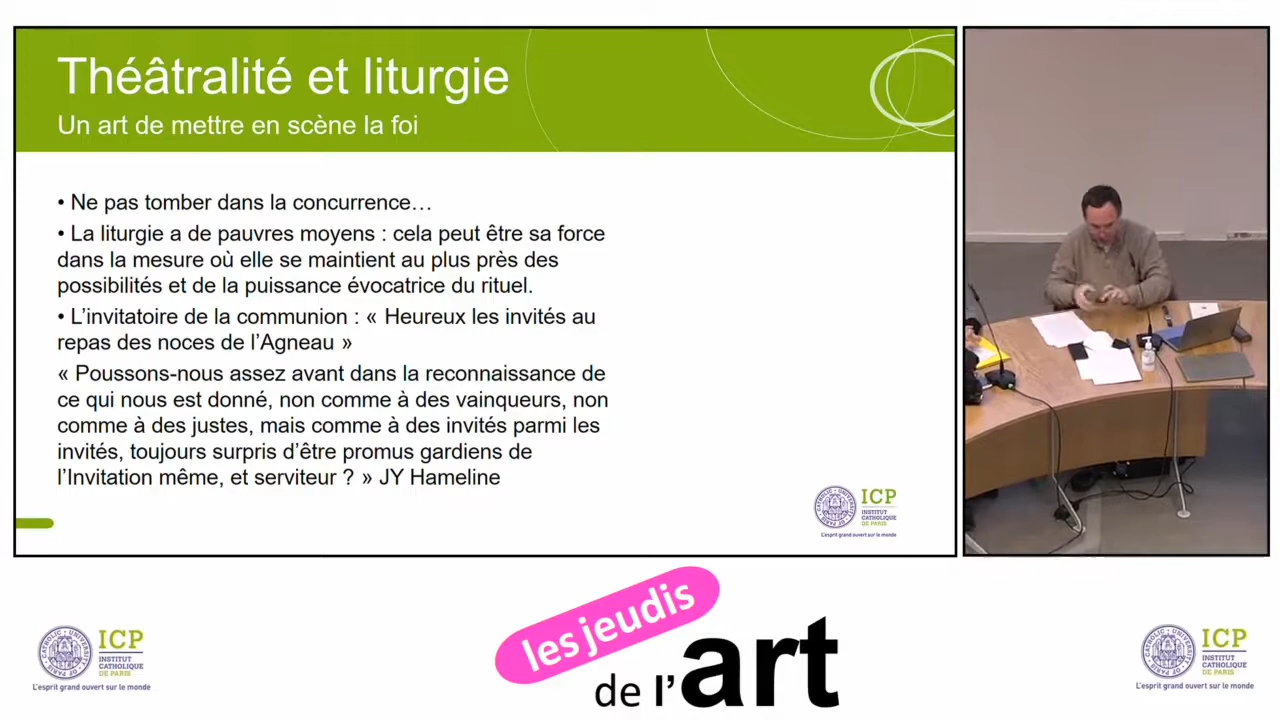 Théâtralité et liturgie
Un art de mettre en scène la foi
• Ne pas tomber dans la concurrence…
• La liturgie a de pauvres moyens : cela peut être sa force
dans la mesure où elle se maintient au plus près des
possibilités et de la puissance évocatrice du rituel.
• L’invitatoire de la communion : « Heureux les invités au
repas des noces de l’Agneau »
« Poussons-nous assez avant dans la reconnaissance de
ce qui nous est donné, non comme à des vainqueurs, non
comme à des justes, mais comme à des invités parmi les
invités, toujours surpris d’être promus gardiens de
l’Invitation même, et serviteur ? » JY Hameline
ICP
INSTITUT
CATHOLIQUE
DE PARIS
L’esprit grand ouvert sur le monde
les jeudis
de l’art
ICP
INSTITUT
CATHOLIQUE
DE PARIS
L’esprit grand ouvert sur le monde
ICP
INSTITUT
CATHOLIQUE
DE PARIS
L’esprit grand ouvert sur le monde